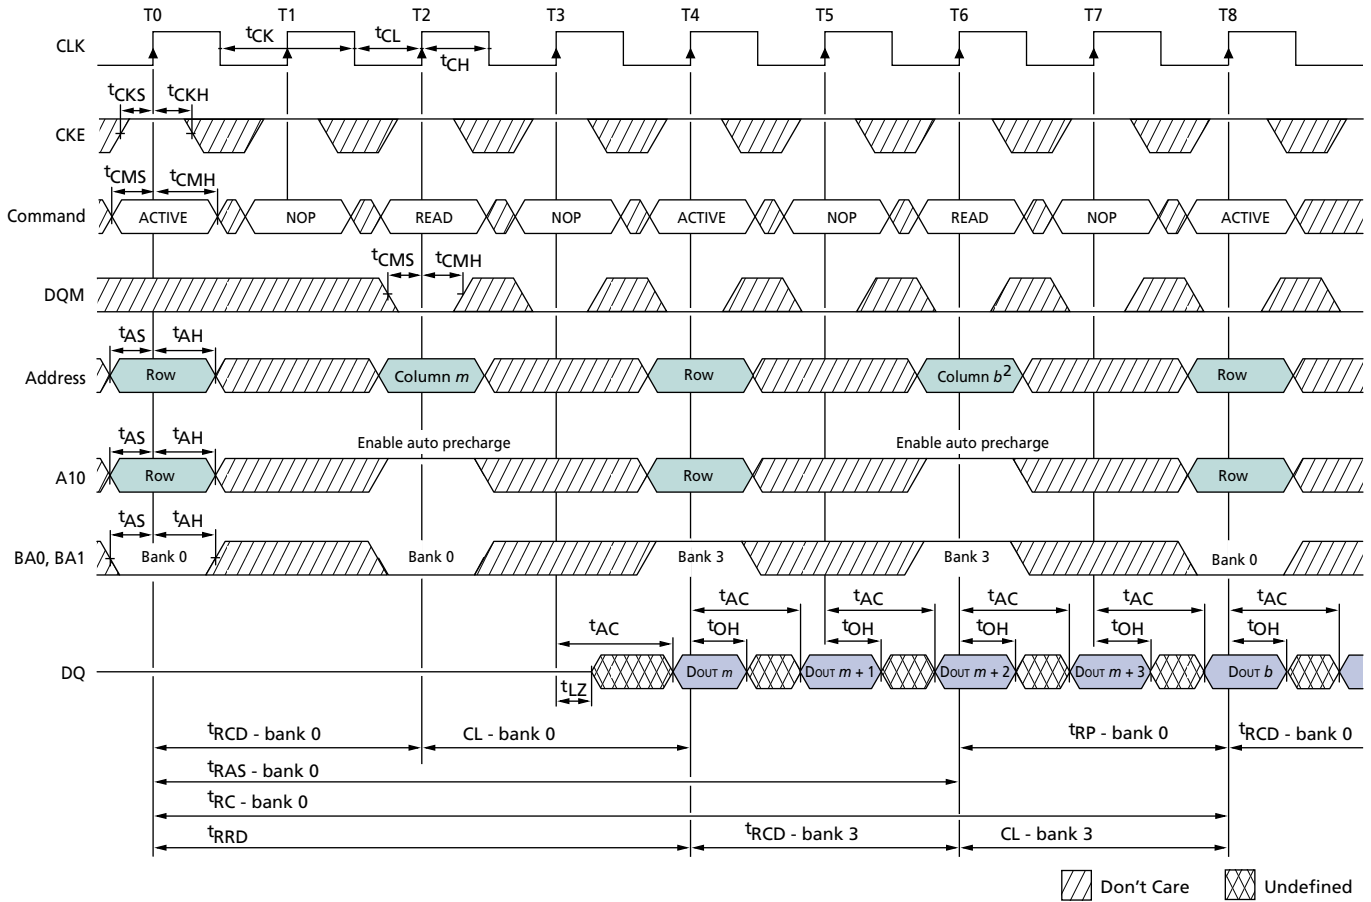 T0 T1 T2 T3 T4 T5 T6 T7 T8
CLK tCK tCL tCH
tCKS tCKH
CKE
tCMS tCMH
Command ACTIVE NOP READ NOP ACTIVE NOP READ NOP ACTIVE
tCMS tCMH
DQM
tAS tAH
Address Row Column m Row Column b2 Row
tAS tAH Enable auto precharge Enable auto precharge
A10 Row Row Row
tAS tAH
BA0, BA1 Bank 0 Bank 0 Bank 3 Bank 3 Bank 0
tAC tAC tAC tAC tAC
tAC tOH tOH tOH tOH tOH
DQ DOUT m DOUT m + 1 DOUT m + 2 DOUT m + 3 DOUT b
tLZ
tRCD - bank 0 CL - bank 0 tRP - bank 0 tRCD - bank 0
tRAS - bank 0
tRC - bank 0
tRRD tRCD - bank 3 CL - bank 3
Don't Care Undefined